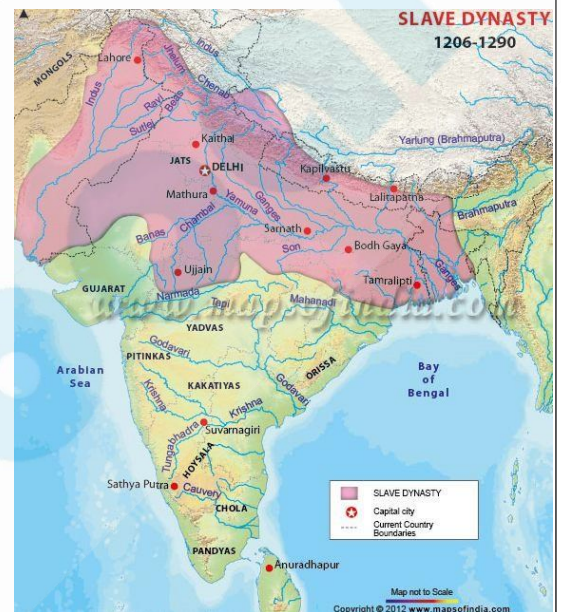 SLAVE DYNASTY
1206-1290
MONGOLS
Lahore
Indus
Jhelum
Chenab
Indus
Ravi
Beas
Sutlej
Kaithal
JATS
DELHI
Yarlung (Brahmaputra)
Kapilvastu
Mathura
Lalitapatna
Yamuna
Ganges
Chambal
Brahmaputra
Banas
Sarnath
Son
Bodh Gaya
Ganges
Ujjain
Tamralipti
GUJARAT
Narmada
Tapi
Mahanadi
www.mapsofindia.com
YADVAS
PITINKAS
Godavari
ORISSA
Arabian
Sea
Bay
of
Bengal
KAKATIYAS
Godavari
Krishna
Krishna
Suvarnagiri
Tungabhadra
HOYSALA
Sathya Putra
Cauvery
CHOLA
PANDYAS
Anuradhapur
SLAVE DYNASTY
Capital city
Current Country
Boundaries
Map not to Scale
Copyright © 2012 www.mapsofindia.com